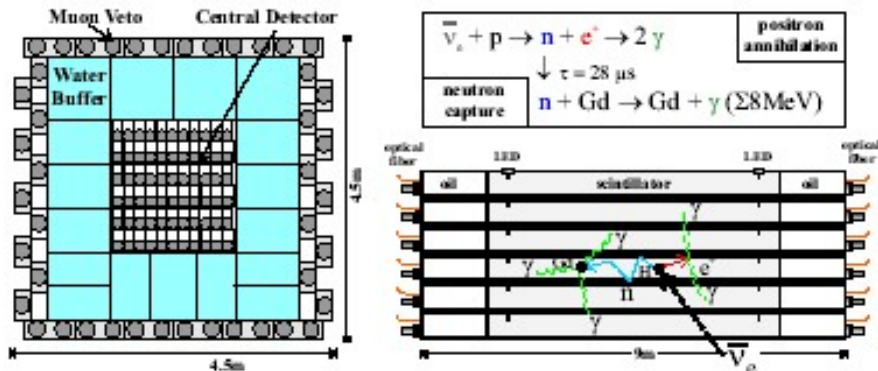 Muon Veto
Central Detector
Water
Buffer
4.5m
4.5m
ν̅e + p → n + e⁺ → 2 γ
positron
annihilation
↓ τ = 28 μs
neutron
capture
n + Gd → Gd + γ (Σ8MeV)
optical
fiber
LED
LED
optical
fiber
oil
scintillator
oil
γ
γ
γ
Gd
H
e⁺
n
γ
γ
9m
ν̅e